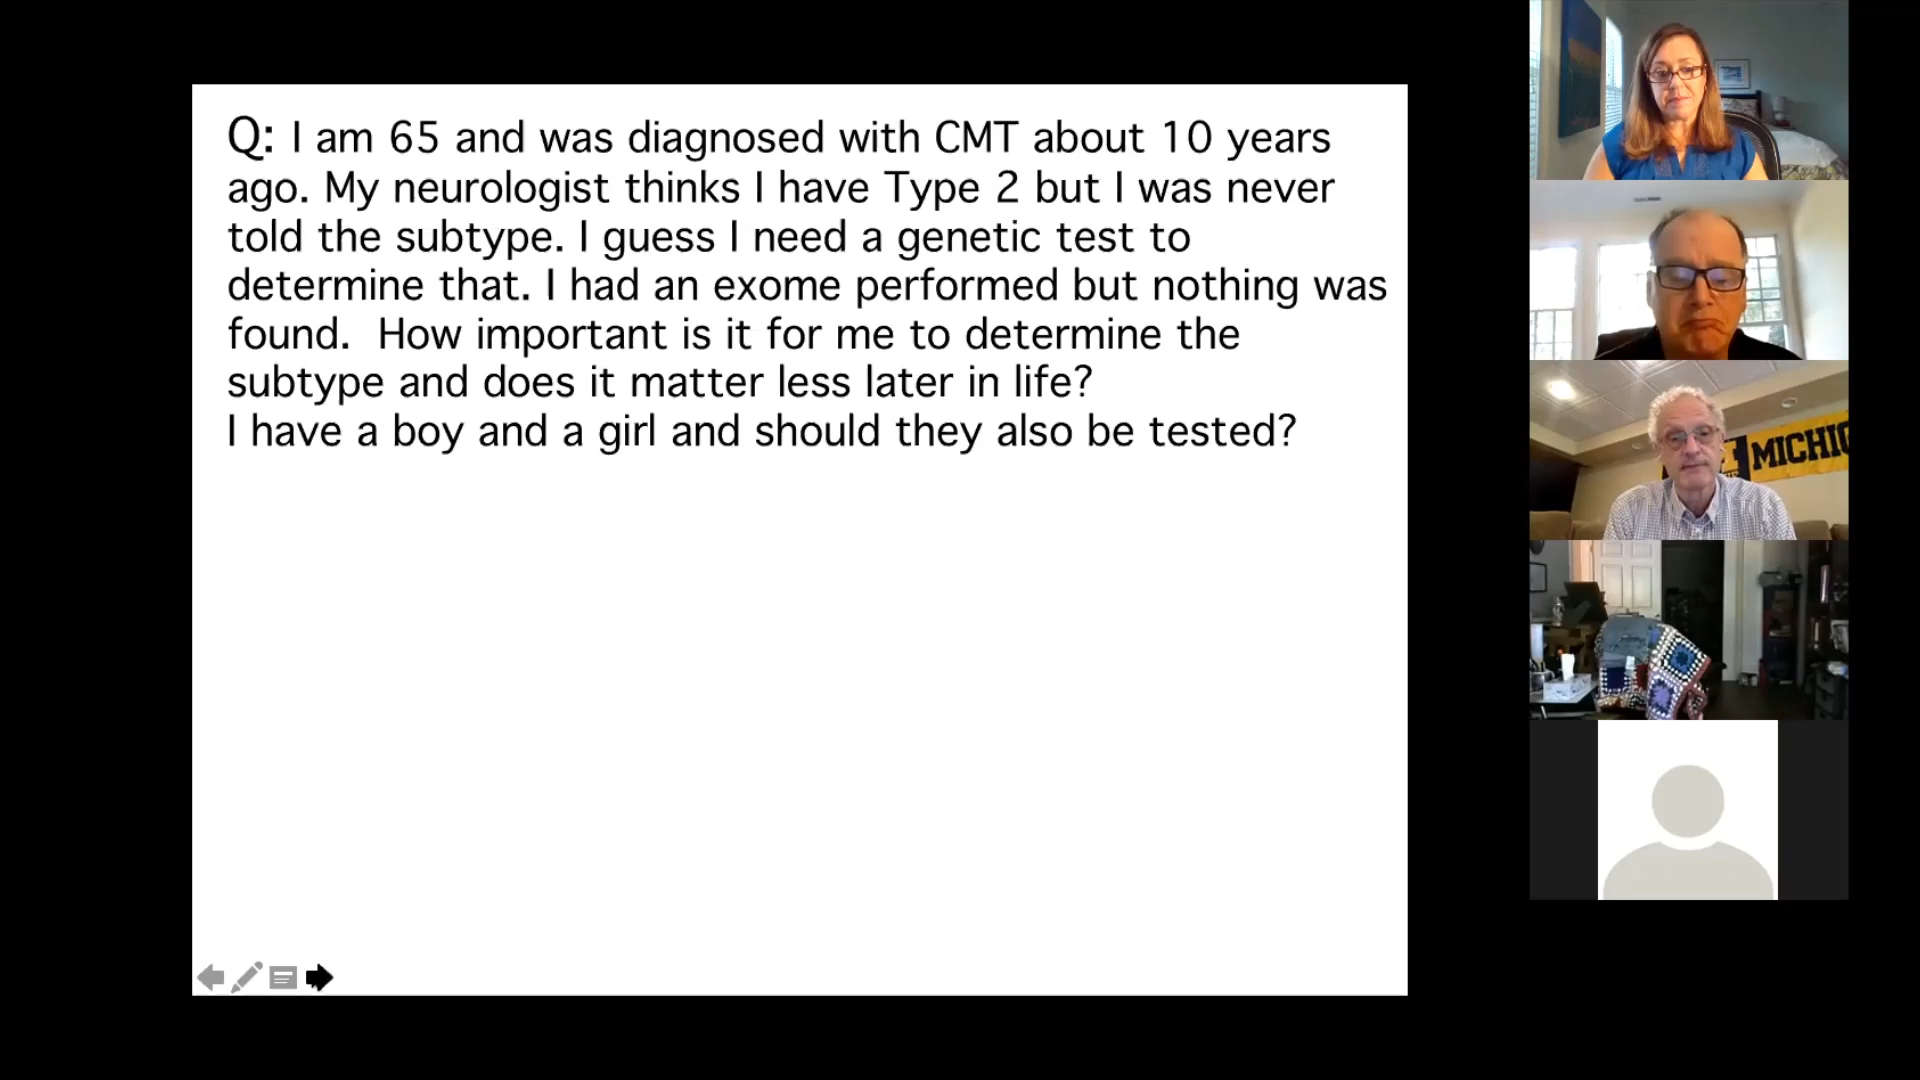 Q: I am 65 and was diagnosed with CMT about 10 years
ago. My neurologist thinks I have Type 2 but I was never
told the subtype. I guess I need a genetic test to
determine that. I had an exome performed but nothing was
found.  How important is it for me to determine the
subtype and does it matter less later in life?
I have a boy and a girl and should they also be tested?
MICHIG